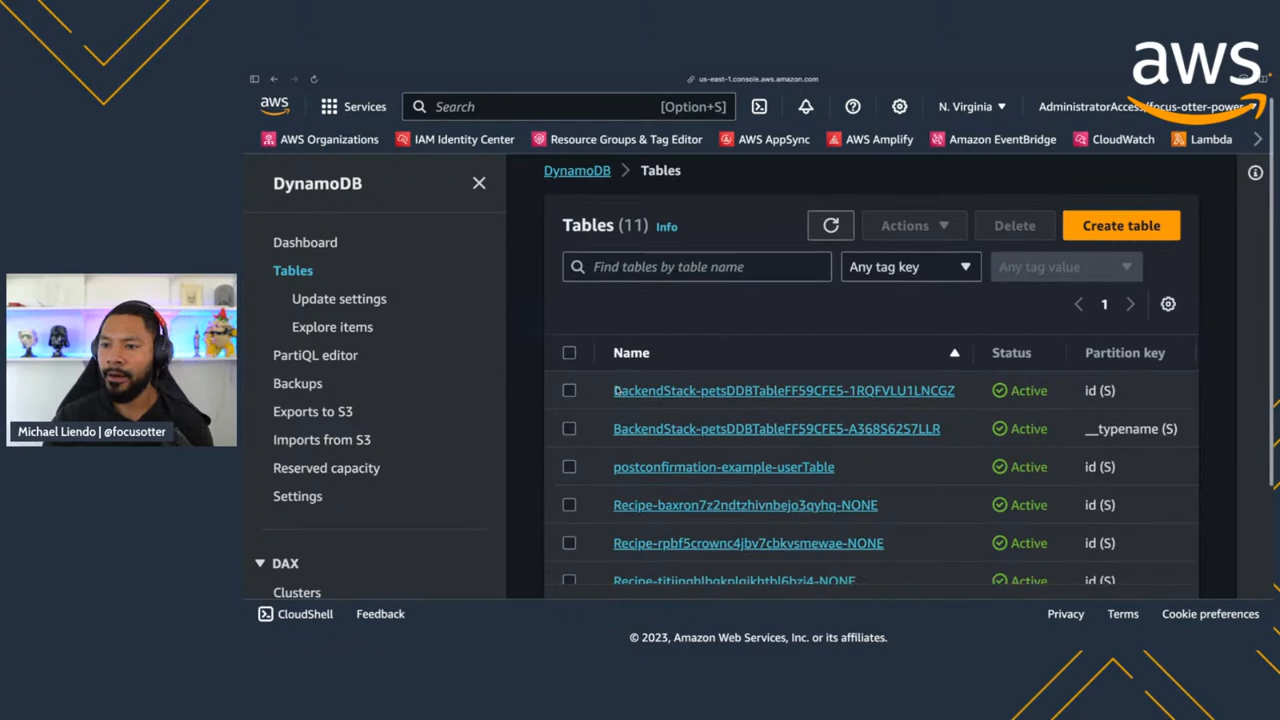 aws
us-east-1.console.aws.amazon.com
aws
Services
Search
[Option+S]
N. Virginia
AdministratorAccess/focus-otter-power
AWS Organizations
IAM Identity Center
Resource Groups & Tag Editor
AWS AppSync
AWS Amplify
Amazon EventBridge
CloudWatch
Lambda
DynamoDB
Dashboard
Tables
Update settings
Explore items
PartiQL editor
Backups
Exports to S3
Imports from S3
Reserved capacity
Settings
DAX
Clusters
DynamoDB > Tables
Tables (11) Info
Actions
Delete
Create table
Find tables by table name
Any tag key
Any tag value
1
Name Status Partition key
BackendStack-petsDDBTableFF59CFE5-1RQFVLU1LNCGZ Active id (S)
BackendStack-petsDDBTableFF59CFE5-A368S62S7LLR Active __typename (S)
postconfirmation-example-userTable Active id (S)
Recipe-baxron7z2ndtzhivnbejo3qyhq-NONE Active id (S)
Recipe-rpbf5crownc4jbv7cbkvsmewae-NONE Active id (S)
Active id (S)
Michael Liendo | @focusotter
CloudShell
Feedback
Privacy
Terms
Cookie preferences
© 2023, Amazon Web Services, Inc. or its affiliates.